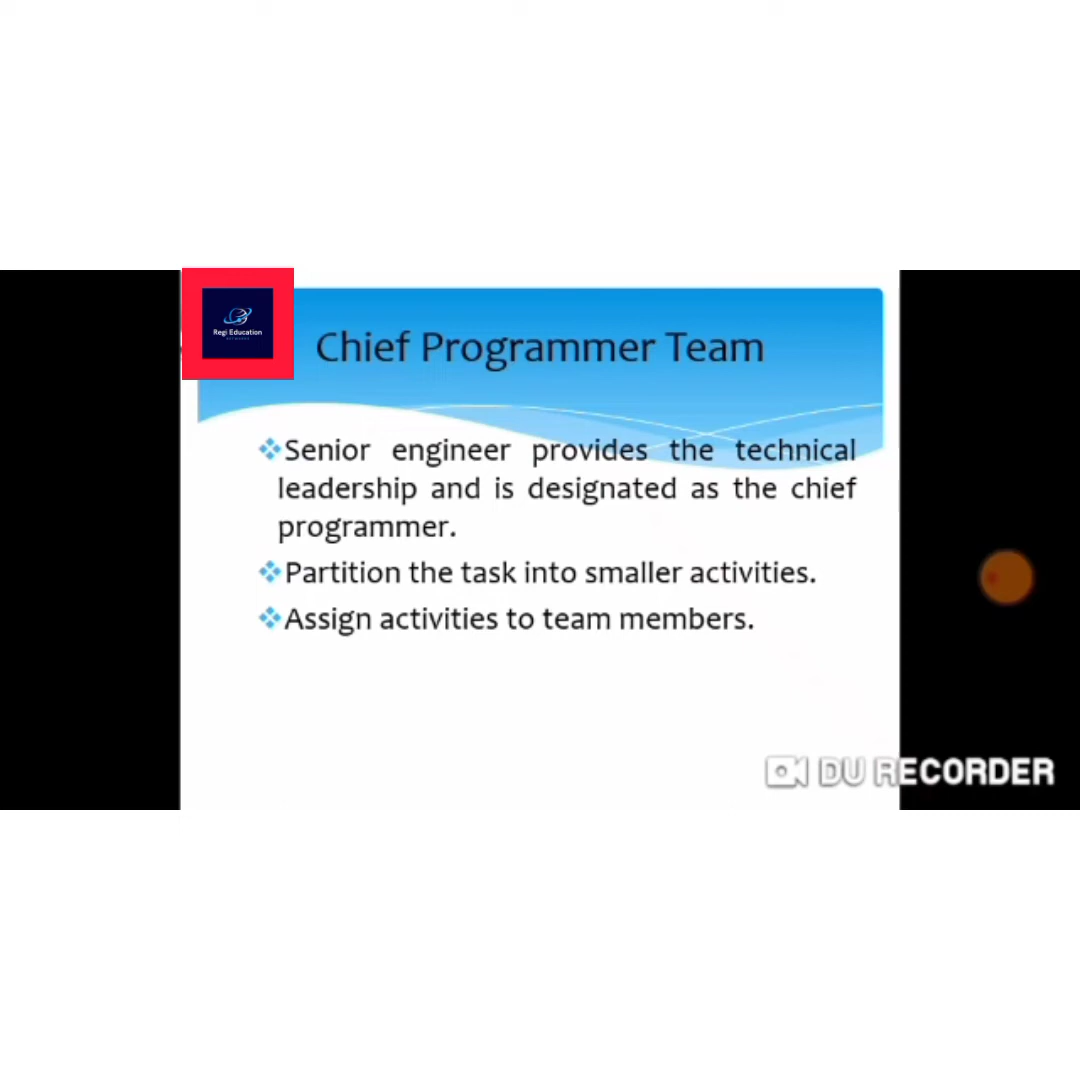 Regi Education
NETWORKS
Chief Programmer Team
Senior engineer provides the technical
leadership and is designated as the chief
programmer.
Partition the task into smaller activities.
Assign activities to team members.
DU RECORDER